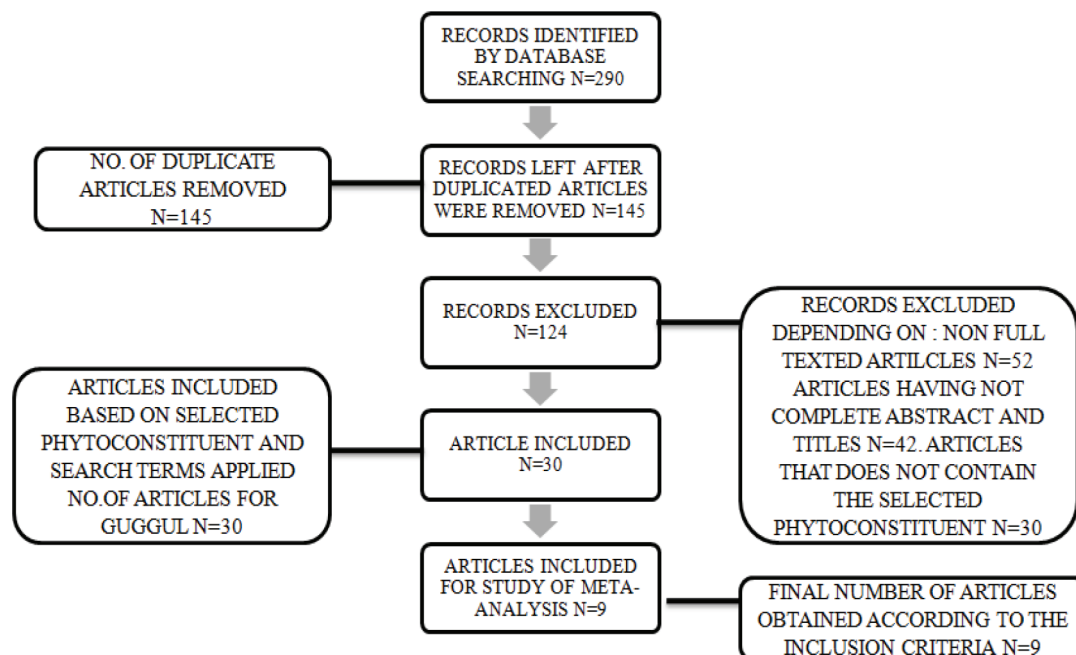 RECORDS IDENTIFIED
BY DATABASE
SEARCHING N=290
NO. OF DUPLICATE
ARTICLES REMOVED
N=145
RECORDS LEFT AFTER
DUPLICATED ARTICLES
WERE REMOVED N=145
RECORDS EXCLUDED
N=124
RECORDS EXCLUDED
DEPENDING ON : NON FULL
TEXTED ARTILCLES N=52
ARTICLES HAVING NOT
COMPLETE ABSTRACT AND
TITLES N=42. ARTICLES
THAT DOES NOT CONTAIN
THE SELECTED
PHYTOCONSTITUENT N=30
ARTICLES INCLUDED
BASED ON SELECTED
PHYTOCONSTITUENT AND
SEARCH TERMS APPLIED
NO.OF ARTICLES FOR
GUGGUL N=30
ARTICLE INCLUDED
N=30
ARTICLES INCLUDED
FOR STUDY OF META-
ANALYSIS N=9
FINAL NUMBER OF ARTICLES
OBTAINED ACCORDING TO THE
INCLUSION CRITERIA N=9